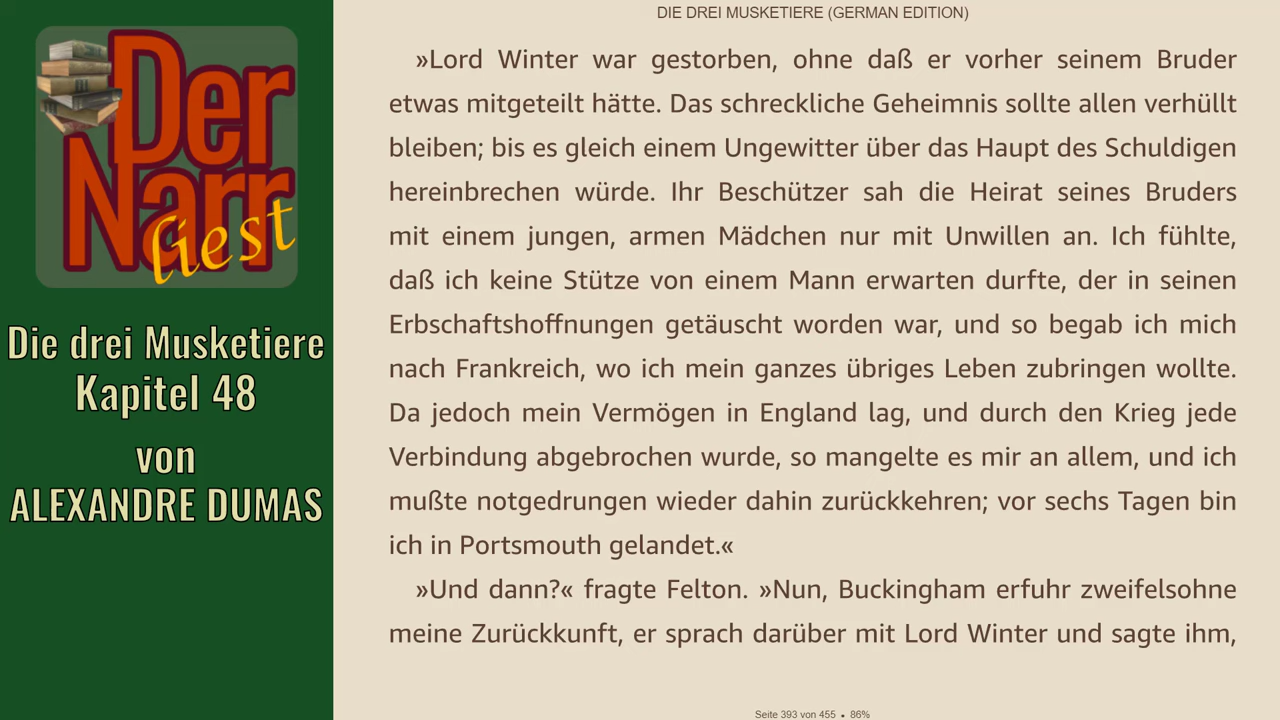 Der
Narr
liest
Die drei Musketiere
Kapitel 48
von
ALEXANDRE DUMAS
DIE DREI MUSKETIERE (GERMAN EDITION)
»Lord Winter war gestorben, ohne daß er vorher seinem Bruder
etwas mitgeteilt hätte. Das schreckliche Geheimnis sollte allen verhüllt
bleiben; bis es gleich einem Ungewitter über das Haupt des Schuldigen
hereinbrechen würde. Ihr Beschützer sah die Heirat seines Bruders
mit einem jungen, armen Mädchen nur mit Unwillen an. Ich fühlte,
daß ich keine Stütze von einem Mann erwarten durfte, der in seinen
Erbschaftshoffnungen getäuscht worden war, und so begab ich mich
nach Frankreich, wo ich mein ganzes übriges Leben zubringen wollte.
Da jedoch mein Vermögen in England lag, und durch den Krieg jede
Verbindung abgebrochen wurde, so mangelte es mir an allem, und ich
mußte notgedrungen wieder dahin zurückkehren; vor sechs Tagen bin
ich in Portsmouth gelandet.«
»Und dann?« fragte Felton. »Nun, Buckingham erfuhr zweifelsohne
meine Zurückkunft, er sprach darüber mit Lord Winter und sagte ihm,
Seite 393 von 455 • 86%